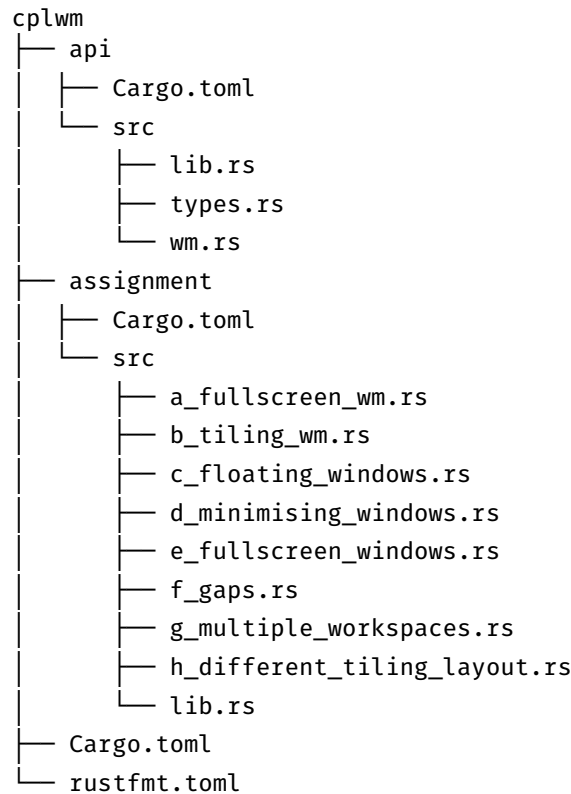 cplwm
├── api
│   ├── Cargo.toml
│   └── src
│       ├── lib.rs
│       ├── types.rs
│       └── wm.rs
├── assignment
│   ├── Cargo.toml
│   └── src
│       ├── a_fullscreen_wm.rs
│       ├── b_tiling_wm.rs
│       ├── c_floating_windows.rs
│       ├── d_minimising_windows.rs
│       ├── e_fullscreen_windows.rs
│       ├── f_gaps.rs
│       ├── g_multiple_workspaces.rs
│       ├── h_different_tiling_layout.rs
│       └── lib.rs
├── Cargo.toml
└── rustfmt.toml